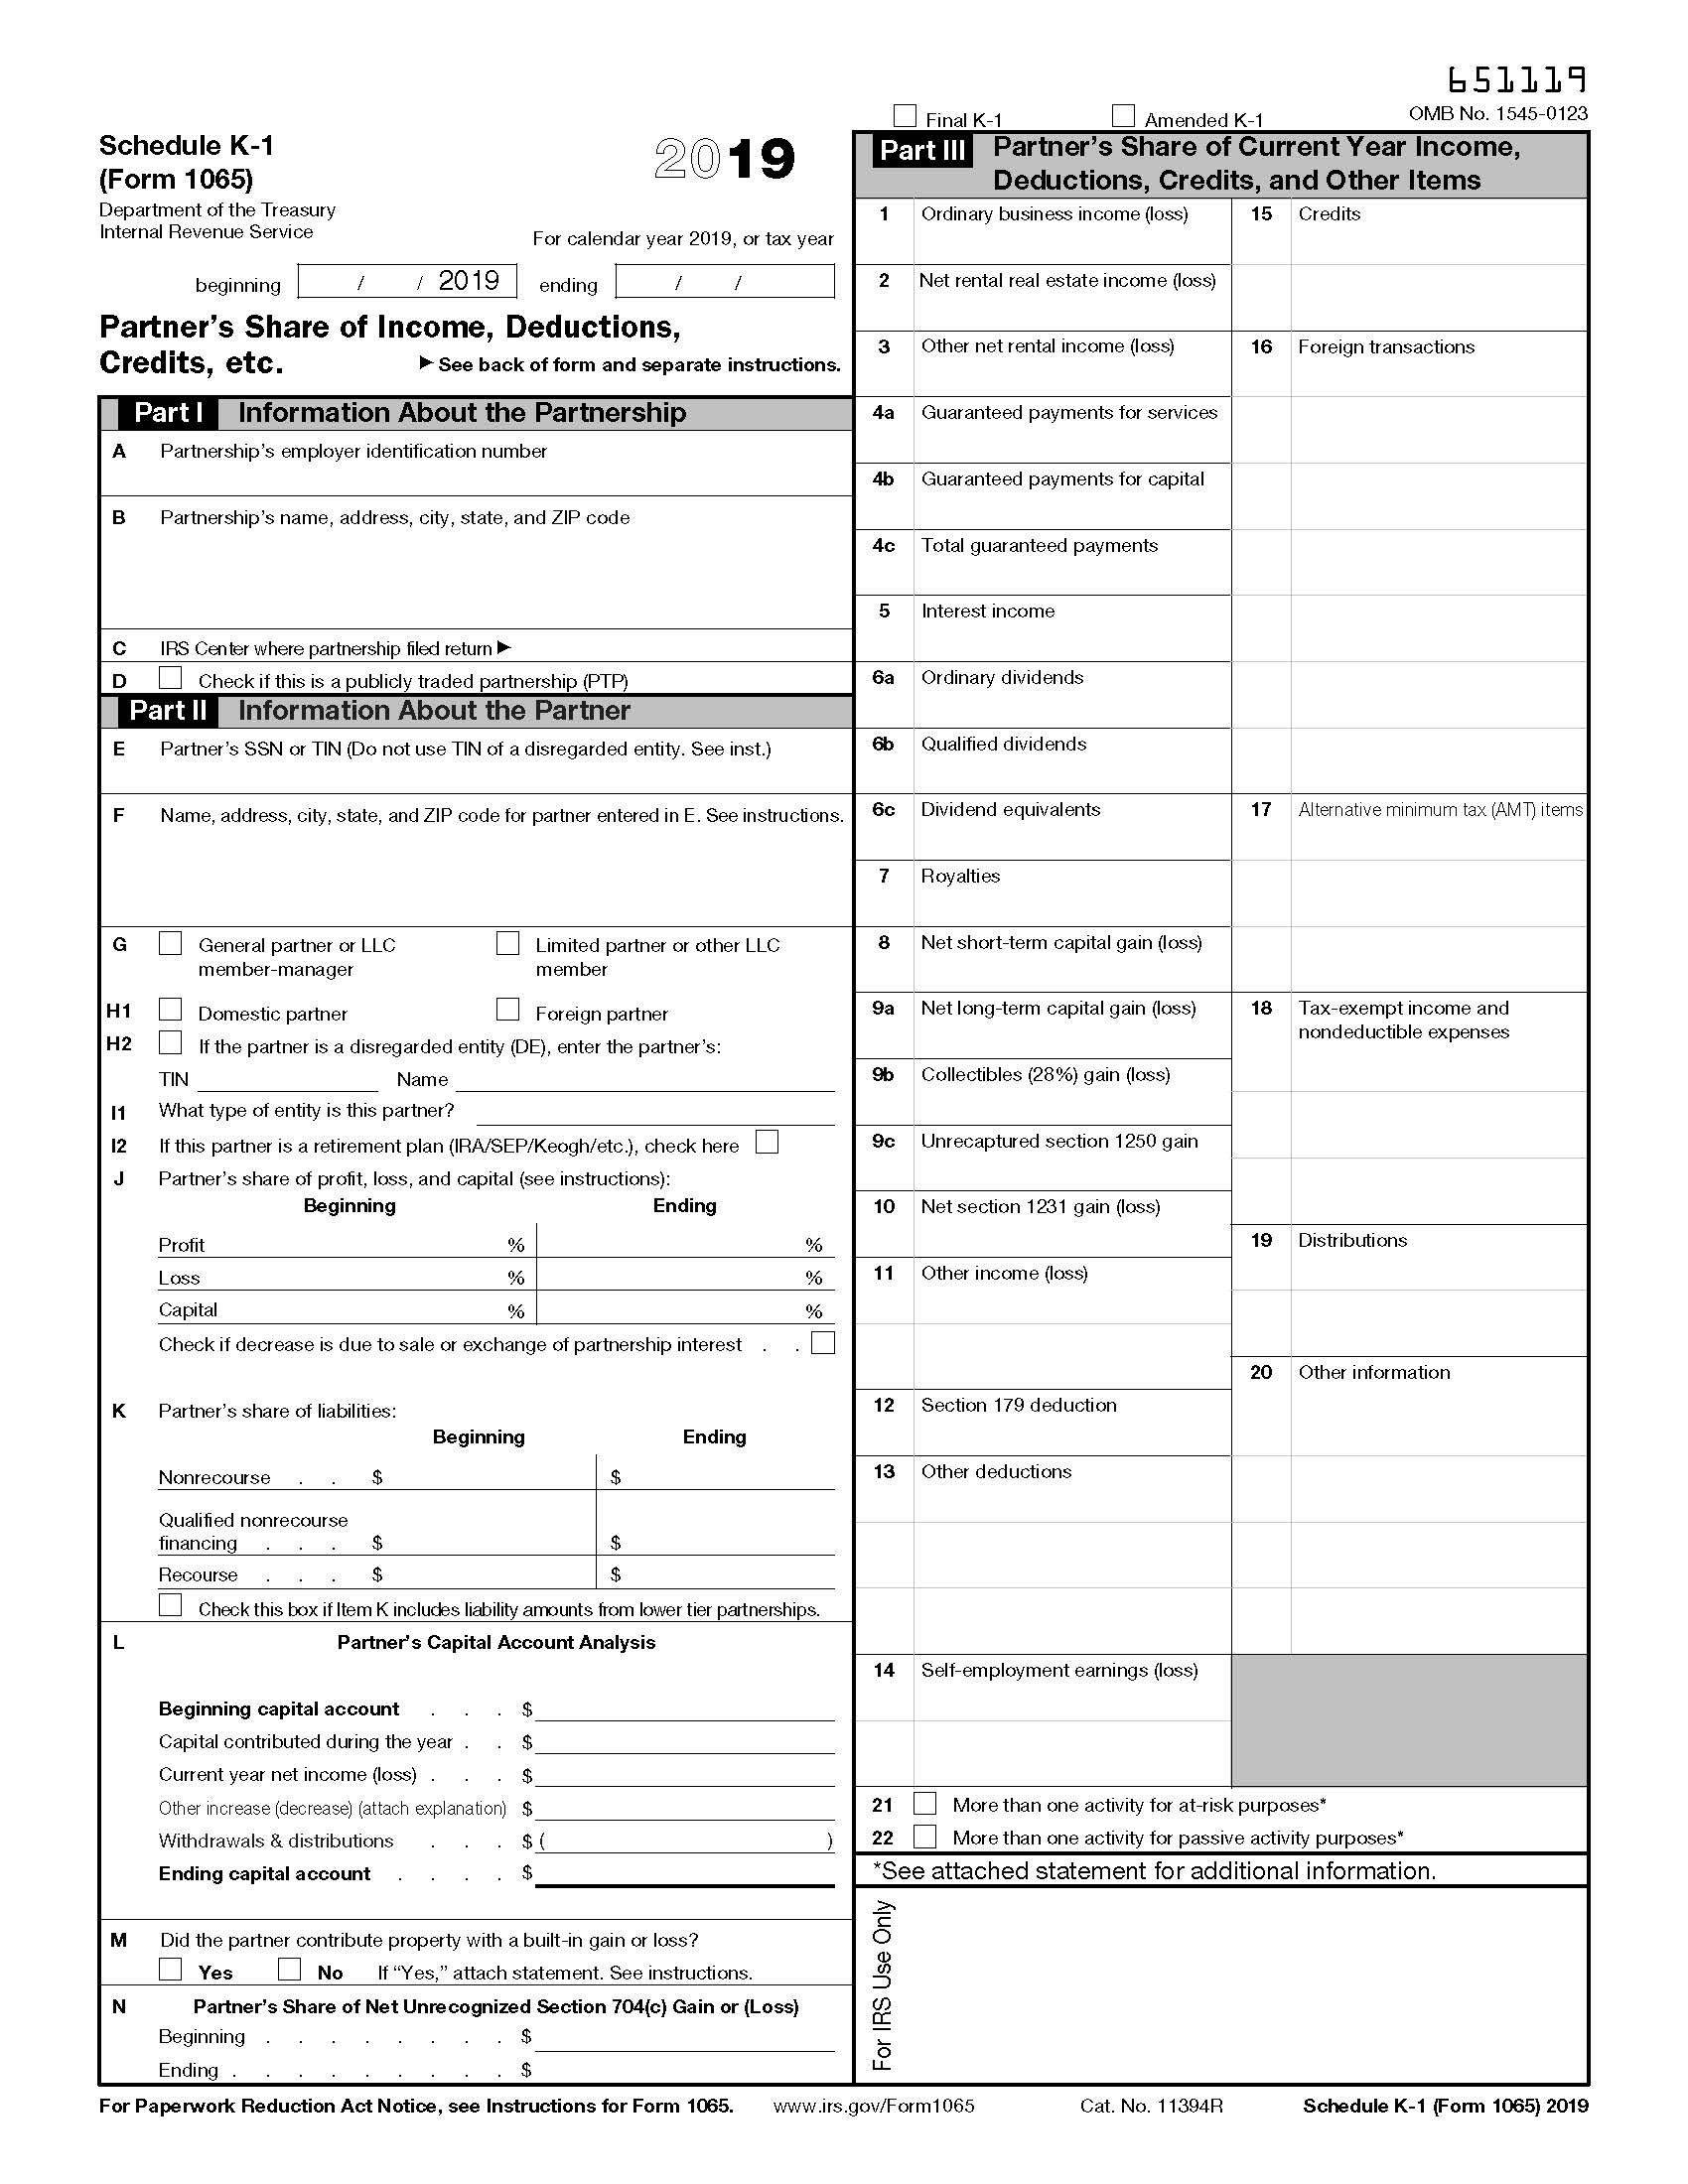 651119
Final K-1
Amended K-1
OMB No. 1545-0123
Schedule K-1
(Form 1065)
2019
Department of the Treasury
Internal Revenue Service
For calendar year 2019, or tax year
beginning / / 2019 ending / /
Partner's Share of Income, Deductions,
Credits, etc. ► See back of form and separate instructions.
Part I Information About the Partnership
A Partnership's employer identification number
B Partnership's name, address, city, state, and ZIP code
C IRS Center where partnership filed return ►
D Check if this is a publicly traded partnership (PTP)
Part II Information About the Partner
E Partner's SSN or TIN (Do not use TIN of a disregarded entity. See inst.)
F Name, address, city, state, and ZIP code for partner entered in E. See instructions.
G General partner or LLC
member-manager
Limited partner or other LLC
member
H1 Domestic partner Foreign partner
H2 If the partner is a disregarded entity (DE), enter the partner's:
TIN Name
I1 What type of entity is this partner?
I2 If this partner is a retirement plan (IRA/SEP/Keogh/etc.), check here
J Partner's share of profit, loss, and capital (see instructions):
Beginning Ending
Profit % %
Loss % %
Capital % %
Check if decrease is due to sale or exchange of partnership interest . .
K Partner's share of liabilities:
Beginning Ending
Nonrecourse . . $ $
Qualified nonrecourse
financing . . . $ $
Recourse . . . $ $
Check this box if Item K includes liability amounts from lower tier partnerships.
L Partner's Capital Account Analysis
Beginning capital account . . . $
Capital contributed during the year . . $
Current year net income (loss) . . . $
Other increase (decrease) (attach explanation) $
Withdrawals & distributions . . . $ ( )
Ending capital account . . . . $
M Did the partner contribute property with a built-in gain or loss?
Yes No If “Yes,” attach statement. See instructions.
N Partner's Share of Net Unrecognized Section 704(c) Gain or (Loss)
Beginning . . . . . . . . $
Ending . . . . . . . . . $
Part III Partner's Share of Current Year Income,
Deductions, Credits, and Other Items
1 Ordinary business income (loss)
2 Net rental real estate income (loss)
3 Other net rental income (loss)
4a Guaranteed payments for services
4b Guaranteed payments for capital
4c Total guaranteed payments
5 Interest income
6a Ordinary dividends
6b Qualified dividends
6c Dividend equivalents
7 Royalties
8 Net short-term capital gain (loss)
9a Net long-term capital gain (loss)
9b Collectibles (28%) gain (loss)
9c Unrecaptured section 1250 gain
10 Net section 1231 gain (loss)
11 Other income (loss)
12 Section 179 deduction
13 Other deductions
14 Self-employment earnings (loss)
15 Credits
16 Foreign transactions
17 Alternative minimum tax (AMT) items
18 Tax-exempt income and
nondeductible expenses
19 Distributions
20 Other information
21 More than one activity for at-risk purposes*
22 More than one activity for passive activity purposes*
*See attached statement for additional information.
For IRS Use Only
For Paperwork Reduction Act Notice, see Instructions for Form 1065. www.irs.gov/Form1065 Cat. No. 11394R Schedule K-1 (Form 1065) 2019